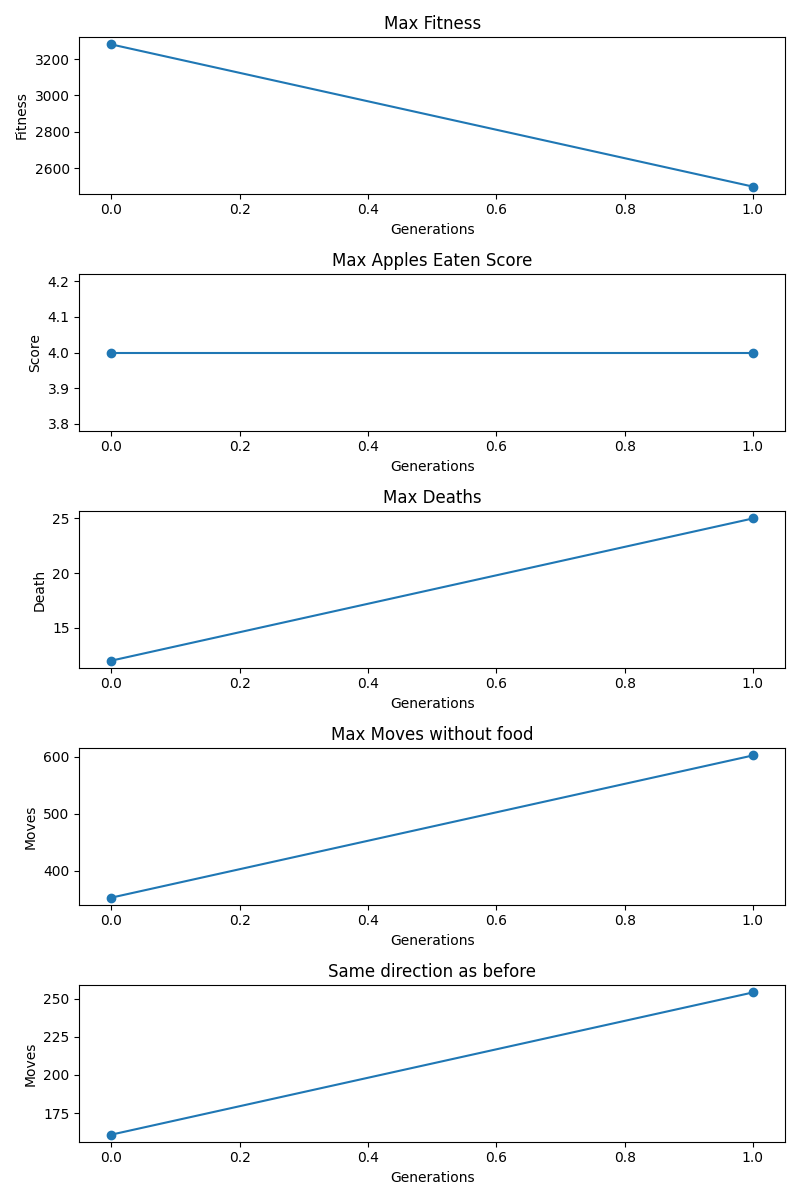 Max Fitness
Fitness
3200
3000
2800
2600
0.0 0.2 0.4 0.6 0.8 1.0
Generations
Max Apples Eaten Score
Score
4.2
4.1
4.0
3.9
3.8
0.0 0.2 0.4 0.6 0.8 1.0
Generations
Max Deaths
Death
25
20
15
0.0 0.2 0.4 0.6 0.8 1.0
Generations
Max Moves without food
Moves
600
500
400
0.0 0.2 0.4 0.6 0.8 1.0
Generations
Same direction as before
Moves
250
225
200
175
0.0 0.2 0.4 0.6 0.8 1.0
Generations